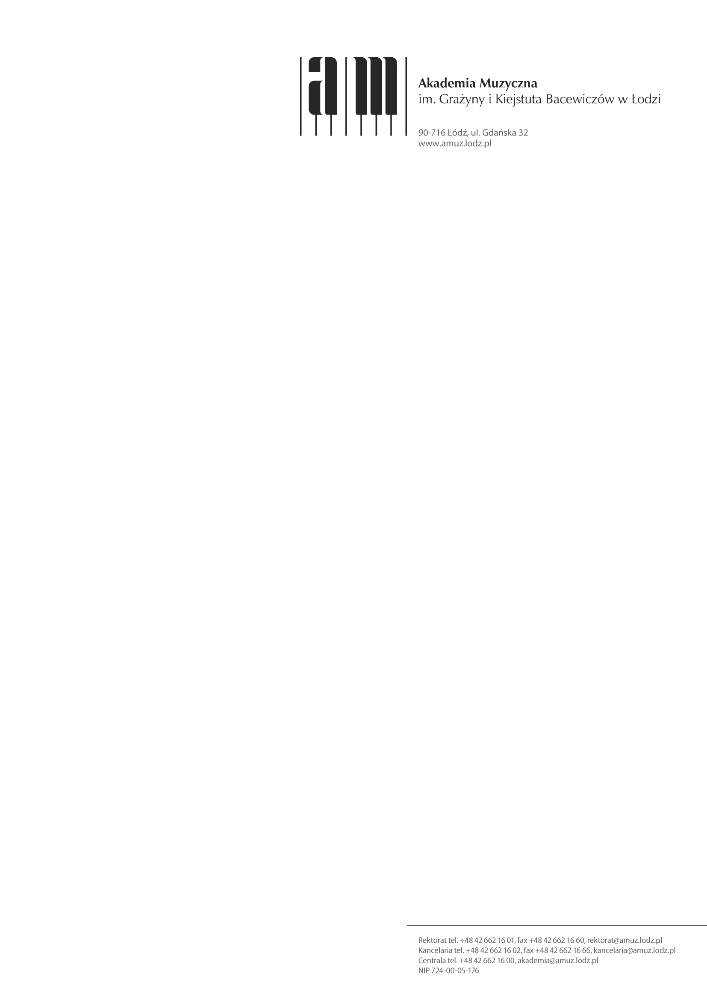 am
Akademia Muzyczna
im. Grażyny i Kiejstuta Bacewiczów w Łodzi
90-716 Łódź, ul. Gdańska 32
www.amuz.lodz.pl
Rektorat tel. +48 42 662 16 01, fax +48 42 662 16 60, rektorat@amuz.lodz.pl
Kancelaria tel. +48 42 662 16 02, fax +48 42 662 16 66, kancelaria@amuz.lodz.pl
Centrala tel. +48 42 662 16 00, akademia@amuz.lodz.pl
NIP 724-00-05-176